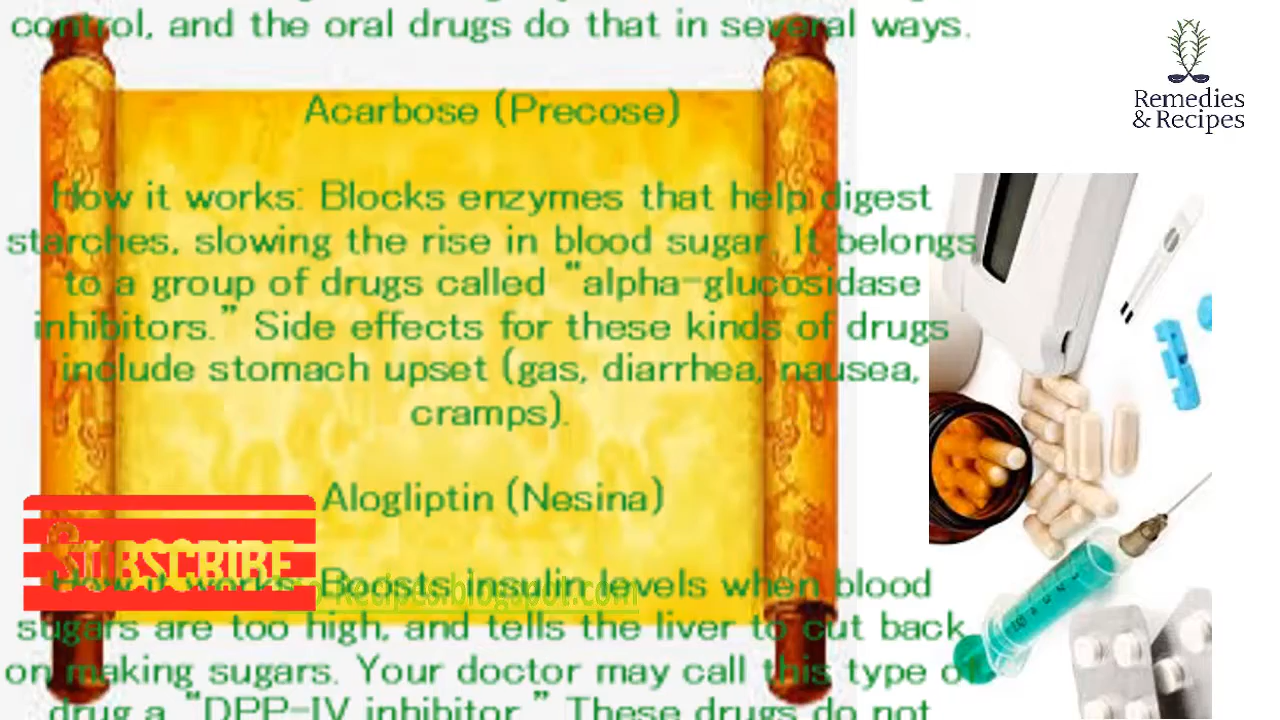 control, and the oral drugs do that in several ways.
Acarbose (Precose)
How it works: Blocks enzymes that help digest
starches, slowing the rise in blood sugar. It belongs
to a group of drugs called “alpha-glucosidase
inhibitors.” Side effects for these kinds of drugs
include stomach upset (gas, diarrhea, nausea,
cramps).
Alogliptin (Nesina)
SUBSCRIBE
How it works: Boosts insulin levels when blood
Recipes.blogspot.com
sugars are too high, and tells the liver to cut back
on making sugars. Your doctor may call this type of
drug a “DPP-IV inhibitor.” These drugs do not
Remedies
& Recipes